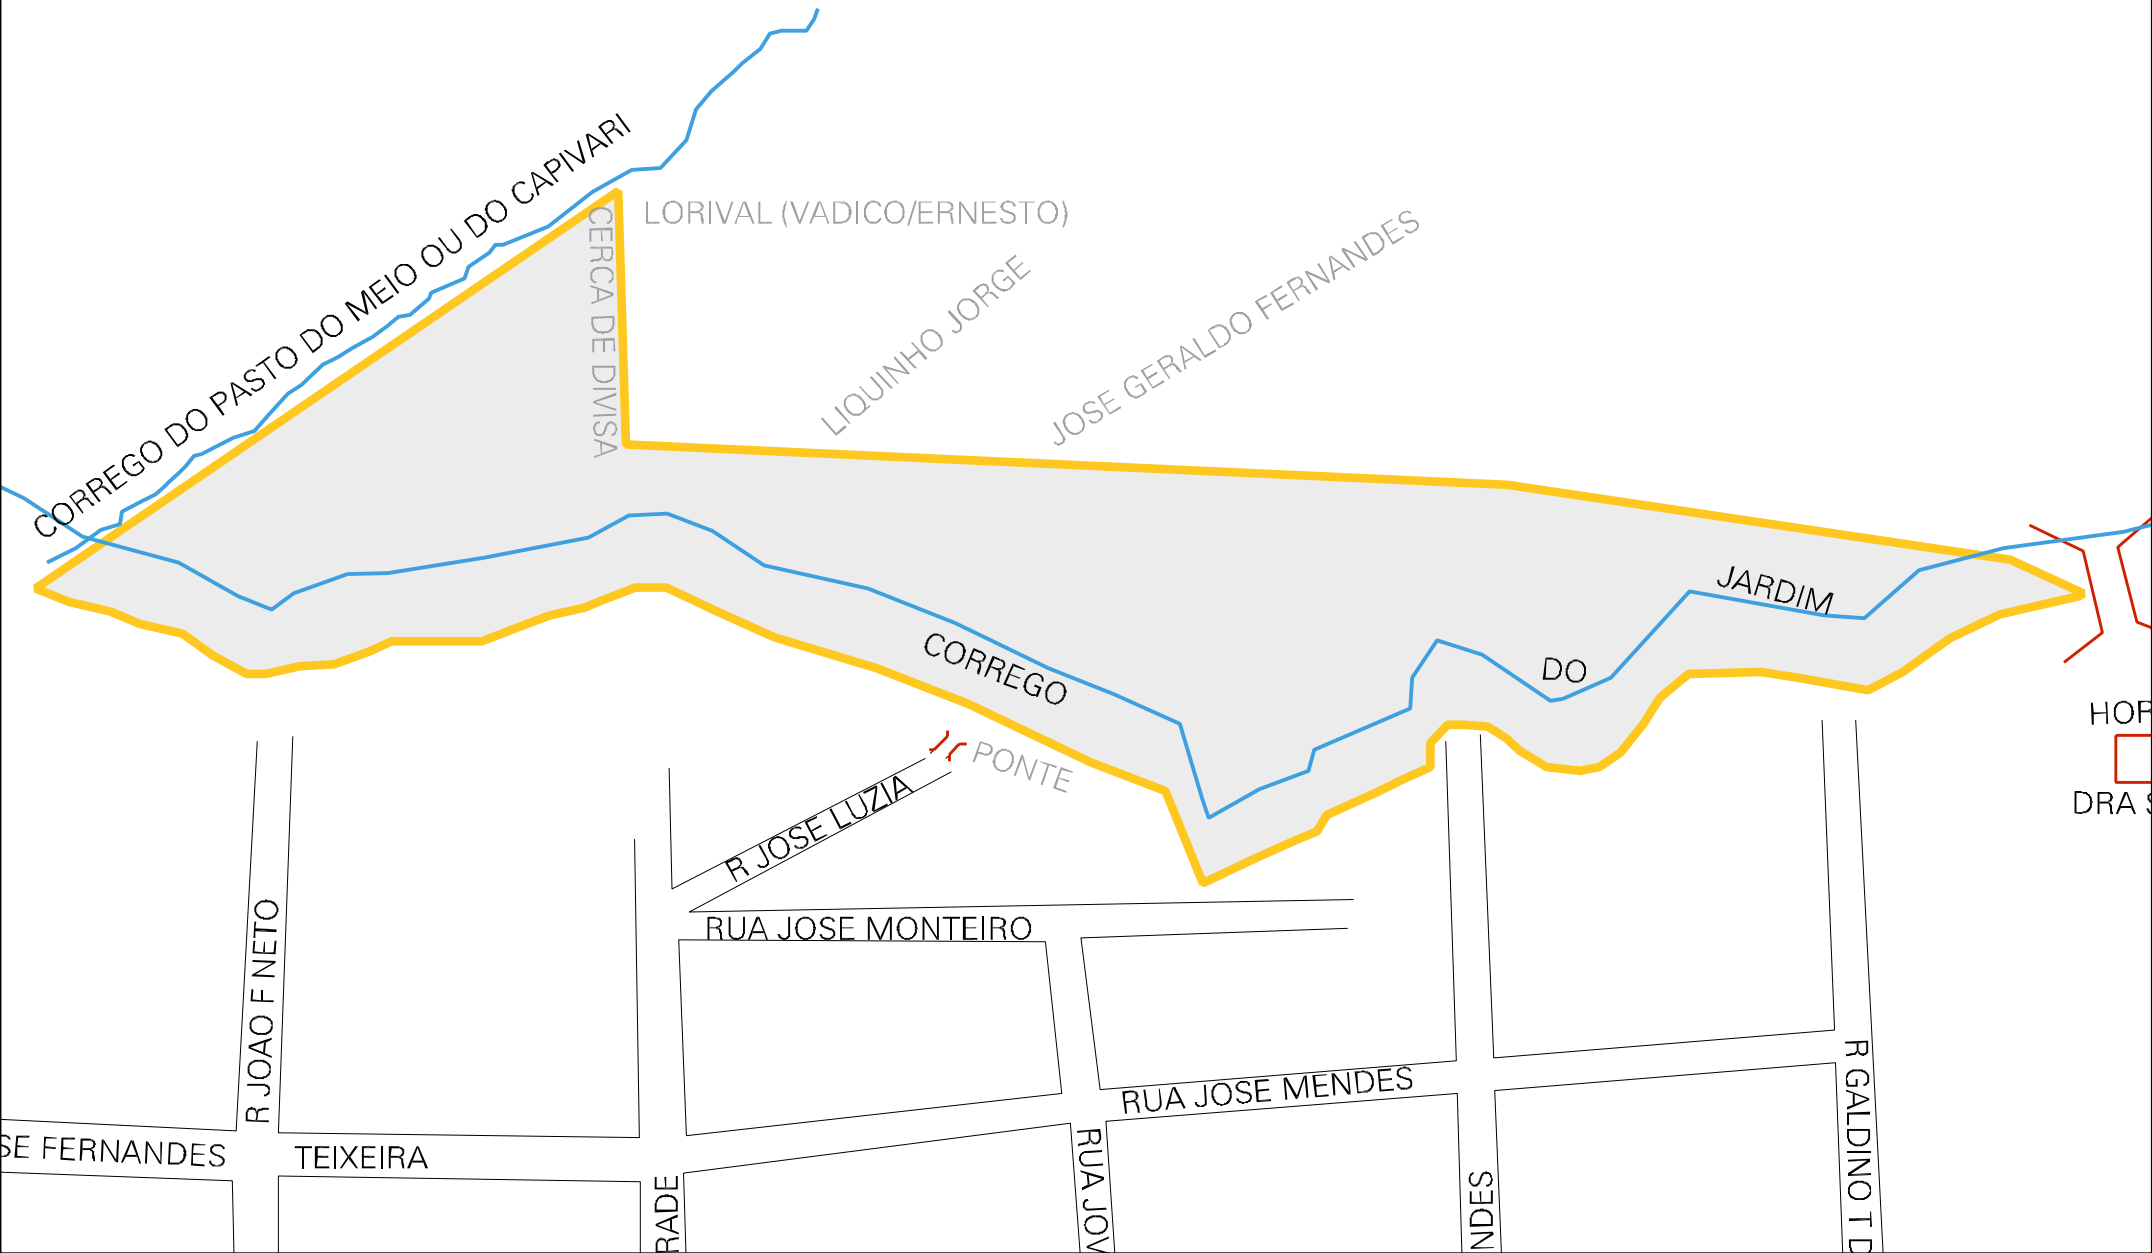 CORREGO DO PASTO DO MEIO OU DO CAPIVARI
LORIVAL (VADICO/ERNESTO)
CERCA DE DIVISA
LIQUINHO JORGE
JOSE GERALDO FERNANDES
JARDIM
CORREGO
DO
HOR
PONTE
R JOSE LUZIA
DRA S
RUA JOSE MONTEIRO
R JOAO F NETO
RUA JOSE MENDES
R GALDINO T D
SE FERNANDES
TEIXEIRA
RADE
RUA JOV
NDES